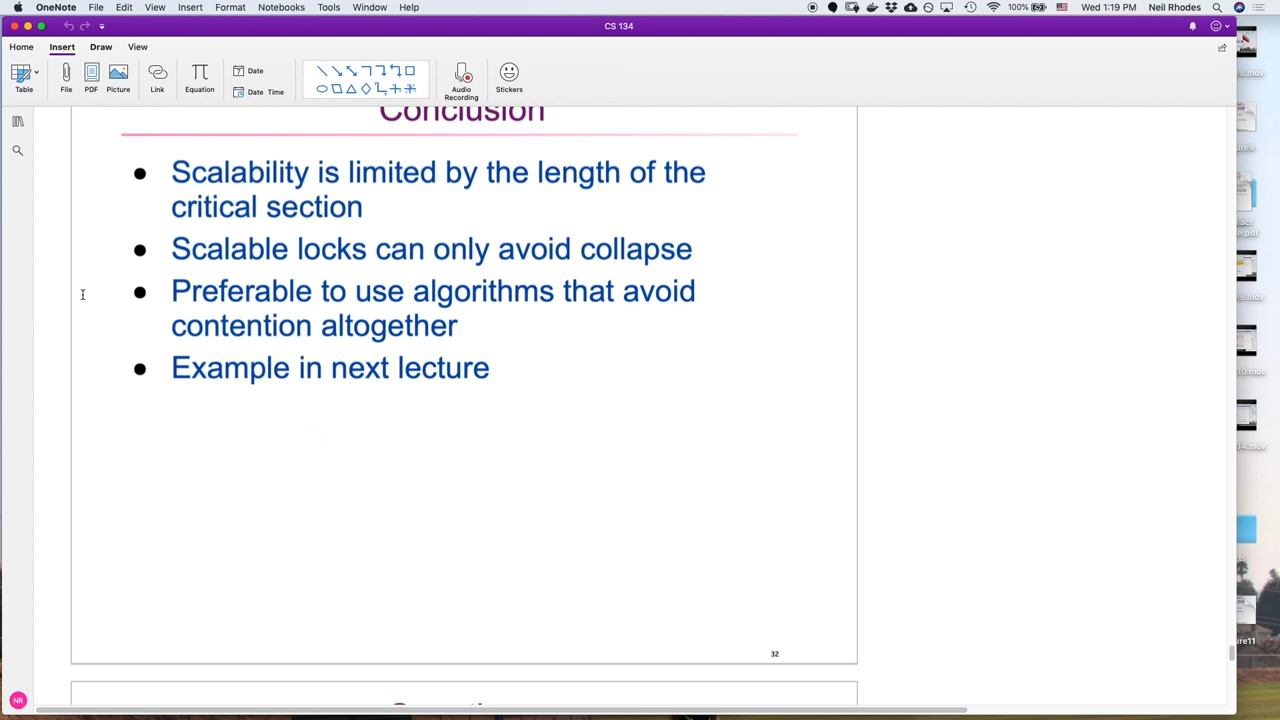 OneNote File Edit View Insert Format Notebooks Tools Window Help 100% Wed 1:19 PM Neil Rhodes
CS 134
Home Insert Draw View
Table File PDF Picture Link Equation Date Date Time Audio Recording Stickers
Conclusion
Scalability is limited by the length of the
critical section
Scalable locks can only avoid collapse
Preferable to use algorithms that avoid
contention altogether
Example in next lecture
32
NR